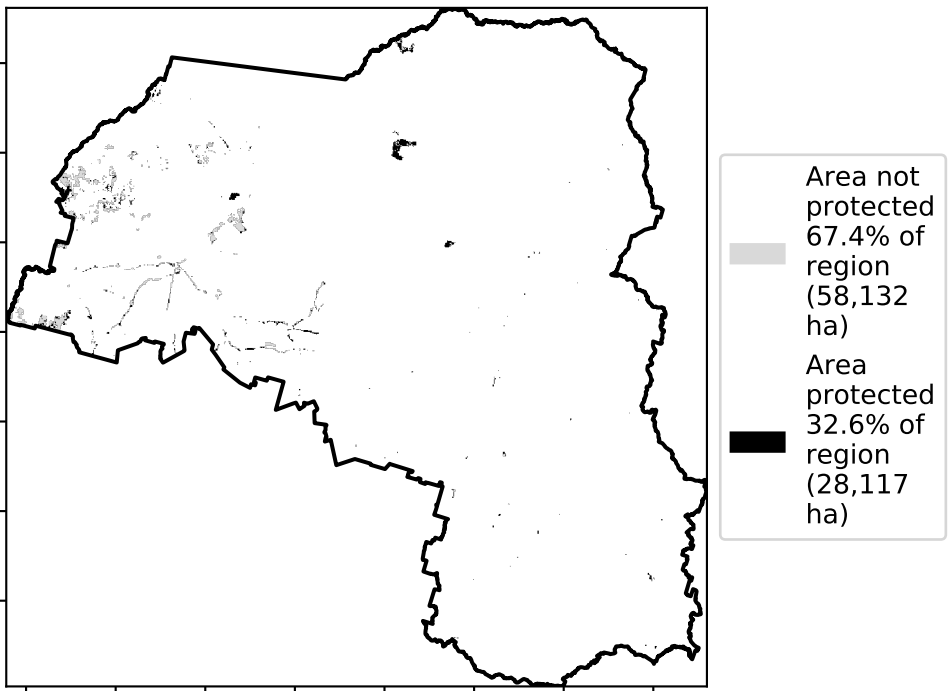 Area not
protected
67.4% of
region
(58,132
ha)
Area
protected
32.6% of
region
(28,117
ha)